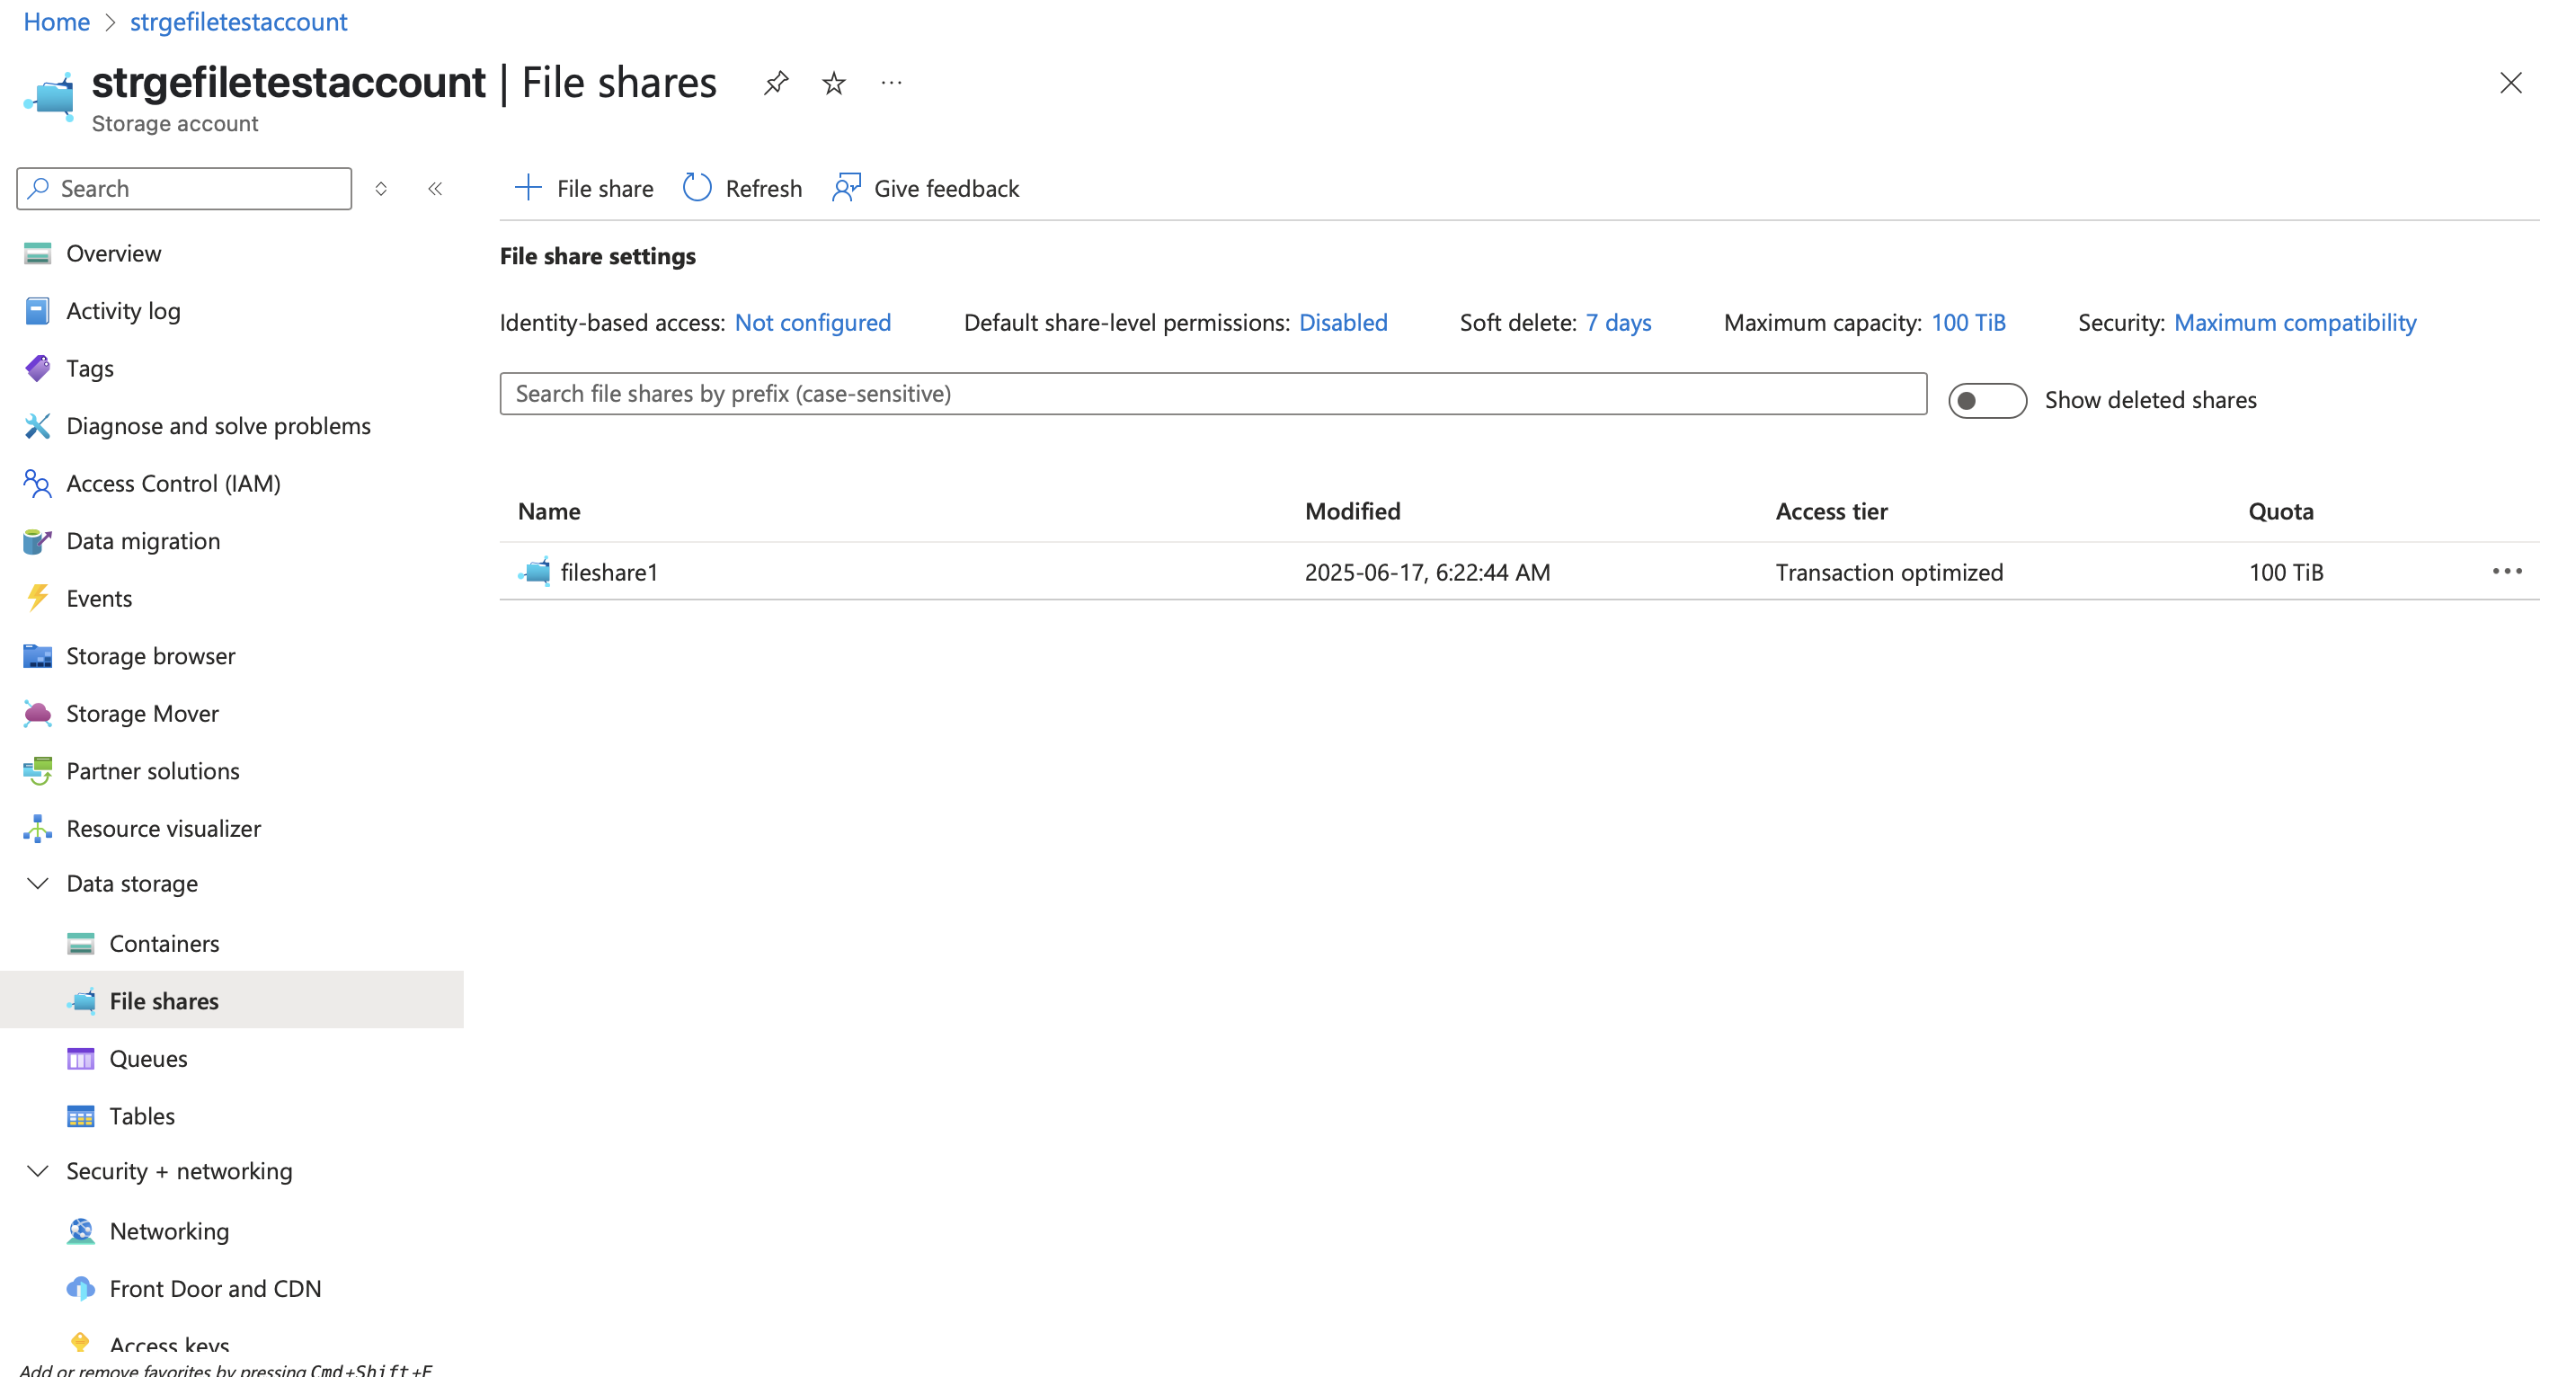 Home > strgefiletestaccount
strgefiletestaccount | File shares
Storage account
Search
Overview
Activity log
Tags
Diagnose and solve problems
Access Control (IAM)
Data migration
Events
Storage browser
Storage Mover
Partner solutions
Resource visualizer
Data storage
Containers
File shares
Queues
Tables
Security + networking
Networking
Front Door and CDN
Access keys
Add or remove favorites by pressing Cmd+Shift+F
File share Refresh Give feedback
File share settings
Identity-based access: Not configured Default share-level permissions: Disabled Soft delete: 7 days Maximum capacity: 100 TiB Security: Maximum compatibility
Search file shares by prefix (case-sensitive) Show deleted shares
Name Modified Access tier Quota
fileshare1 2025-06-17, 6:22:44 AM Transaction optimized 100 TiB